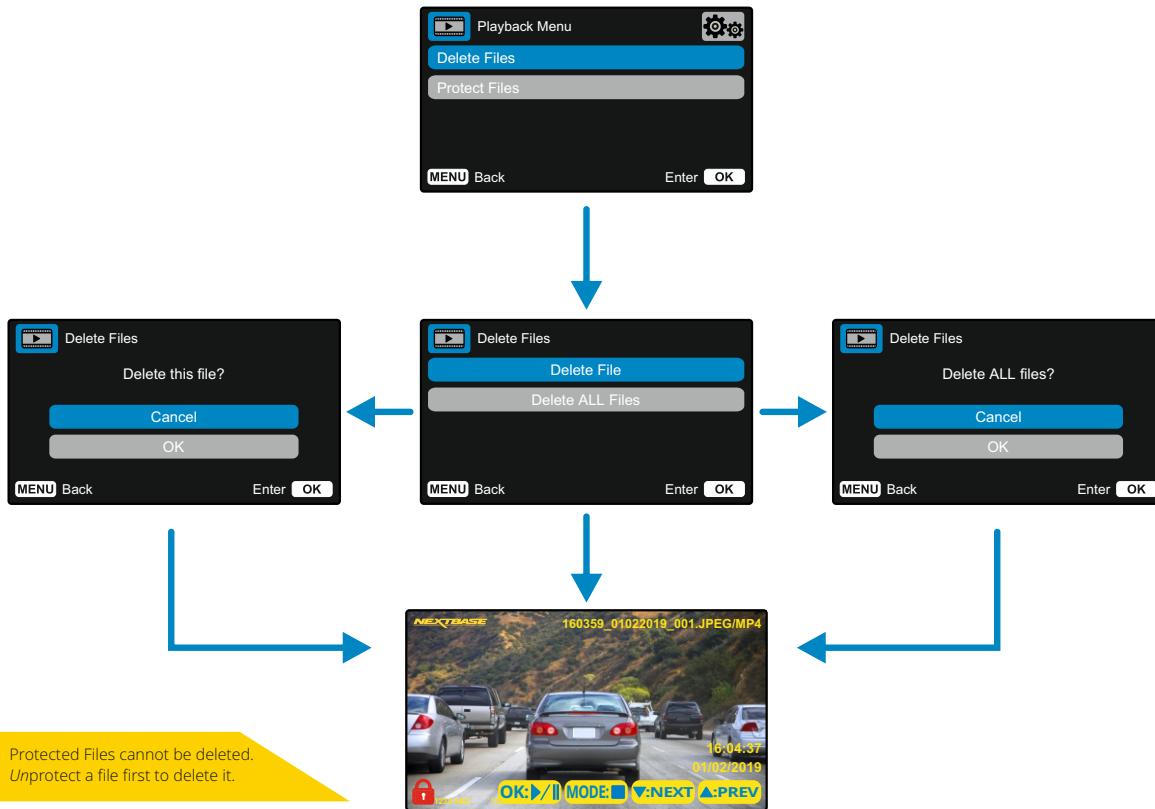 Playback Menu
Delete Files
Protect Files
MENU Back
Enter OK
Delete Files
Delete this file?
Cancel
OK
MENU Back
Enter OK
Delete Files
Delete File
Delete ALL Files
MENU Back
Enter OK
Delete Files
Delete ALL files?
Cancel
OK
MENU Back
Enter OK
NEXTBASE
160359_01022019_001.JPEG/MP4
16:04:37
01/02/2019
OK: MODE: ▼:NEXT ▲:PREV
Protected Files cannot be deleted.
Unprotect a file first to delete it.